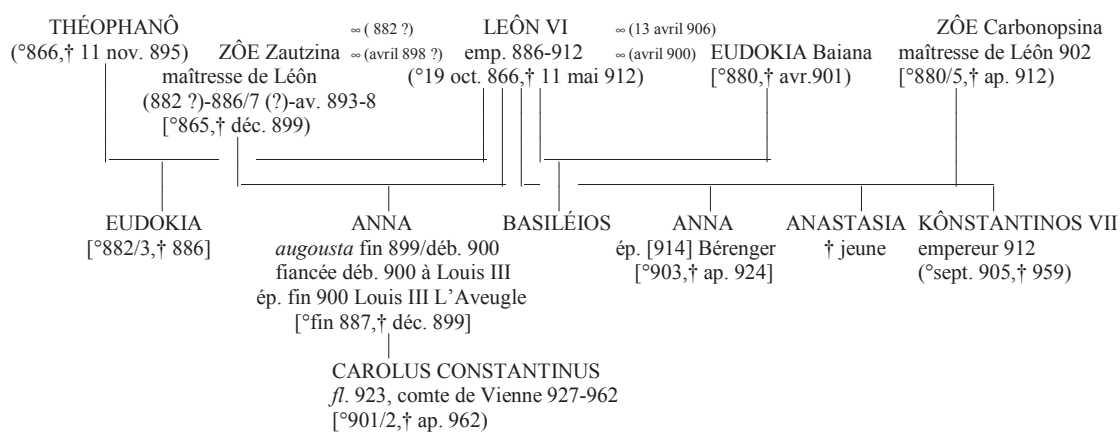 THÉOPHANÔ ∞ ( 882 ?) LEÔN VI ∞ (13 avril 906) ZÔE Carbonopsina
(°866,† 11 nov. 895) ZÔE Zautzina ∞ (avril 898 ?) emp. 886-912 ∞ (avril 900) EUDOKIA Baiana maîtresse de Léôn 902
maîtresse de Léôn (°19 oct. 866,† 11 mai 912) [°880,† avr.901) [°880/5,† ap. 912)
(882 ?)-886/7 (?)-av. 893-8
[°865,† déc. 899)
EUDOKIA ANNA BASILÉIOS ANNA ANASTASIA KÔNSTANTINOS VII
[°882/3,† 886] augousta fin 899/déb. 900 ép. [914] Bérenger † jeune empereur 912
fiancée déb. 900 à Louis III [°903,† ap. 924] (°sept. 905,† 959)
ép. fin 900 Louis III L'Aveugle
[°fin 887,† déc. 899]
CAROLUS CONSTANTINUS
fl. 923, comte de Vienne 927-962
[°901/2,† ap. 962)